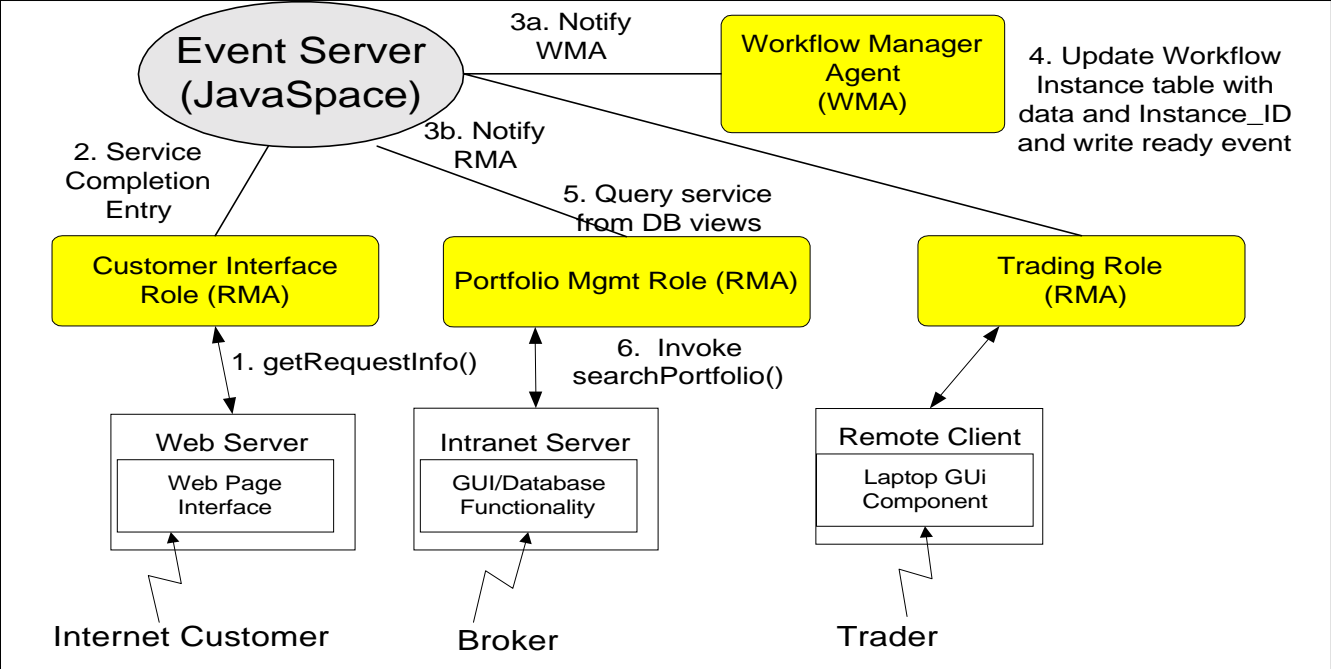 Event Server
(JavaSpace)
3a. Notify
WMA
Workflow Manager
Agent
(WMA)
4. Update Workflow
Instance table with
data and Instance_ID
and write ready event
2. Service
Completion
Entry
3b. Notify
RMA
5. Query service
from DB views
Customer Interface
Role (RMA)
Portfolio Mgmt Role (RMA)
Trading Role
(RMA)
1. getRequestInfo()
6. Invoke
searchPortfolio()
Web Server
Web Page
Interface
Intranet Server
GUI/Database
Functionality
Remote Client
Laptop GUi
Component
Internet Customer
Broker
Trader